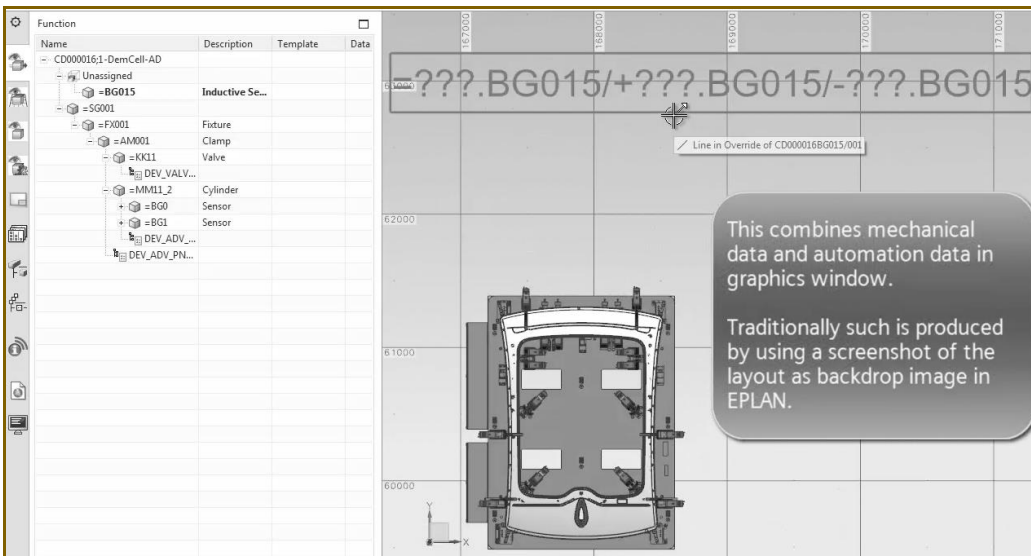 Function
Name Description Template Data
CD000016;1-DemCell-AD
Unassigned
=BG015 Inductive Se...
=SG001
=FX001 Fixture
=AM001 Clamp
=KK11 Valve
DEV_VALV...
=MM11_2 Cylinder
=BG0 Sensor
=BG1 Sensor
DEV_ADV_...
DEV_ADV_PN...
167000 168000 169000 170000 171000
=???.BG015/+???.BG015/-???.BG015
Line in Override of CD000016BG015/001
62000
This combines mechanical
data and automation data in
graphics window.
Traditionally such is produced
by using a screenshot of the
layout as backdrop image in
EPLAN.
61000
60000
Y
X